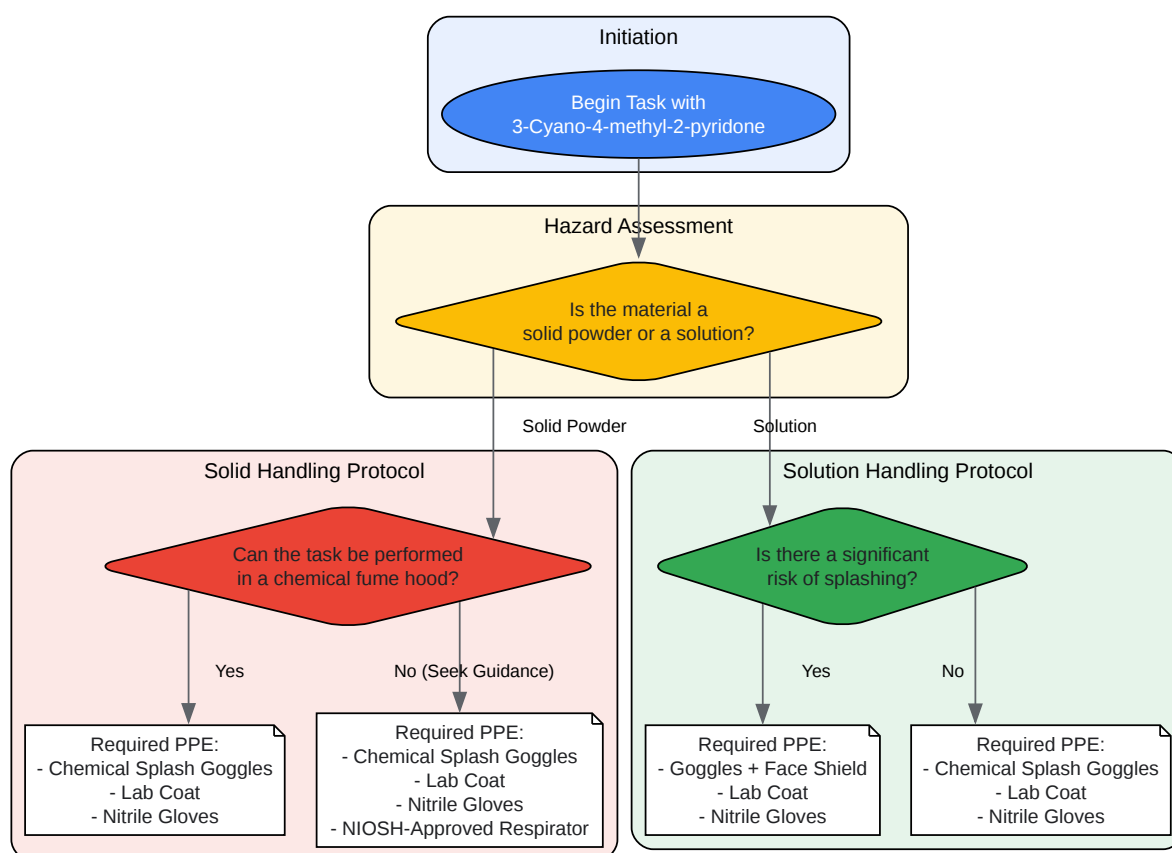 Initiation
Begin Task with
3-Cyano-4-methyl-2-pyridone
Hazard Assessment
Is the material a
solid powder or a solution?
Solid Powder
Solution
Solid Handling Protocol
Can the task be performed
in a chemical fume hood?
Yes
No (Seek Guidance)
Required PPE:
- Chemical Splash Goggles
- Lab Coat
- Nitrile Gloves
Required PPE:
- Chemical Splash Goggles
- Lab Coat
- Nitrile Gloves
- NIOSH-Approved Respirator
Solution Handling Protocol
Is there a significant
risk of splashing?
Yes
No
Required PPE:
- Goggles + Face Shield
- Lab Coat
- Nitrile Gloves
Required PPE:
- Chemical Splash Goggles
- Lab Coat
- Nitrile Gloves